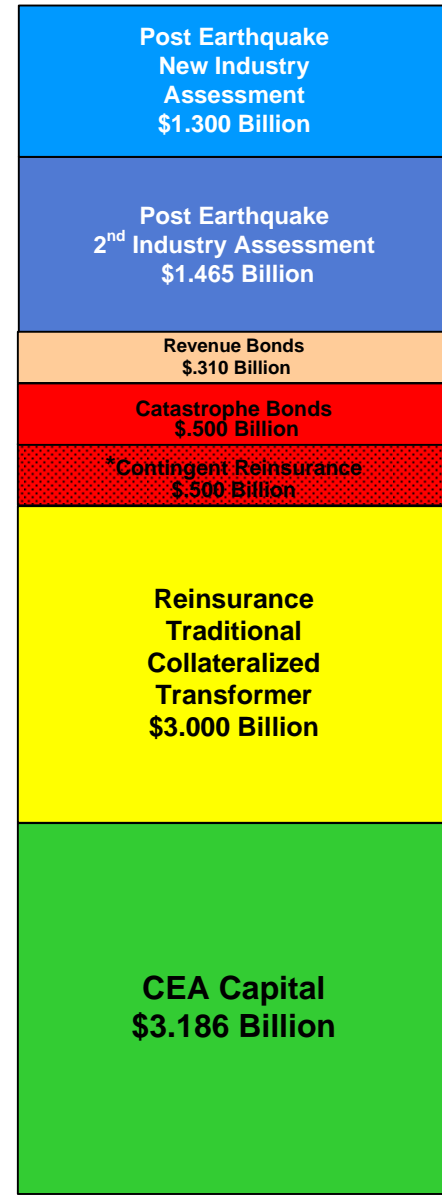 Post Earthquake
New Industry
Assessment
$1.300 Billion
Post Earthquake
2nd Industry Assessment
$1.465 Billion
Revenue Bonds
$.310 Billion
Catastrophe Bonds
$.500 Billion
*Contingent Reinsurance
$.500 Billion
Reinsurance
Traditional
Collateralized
Transformer
$3.000 Billion
CEA Capital
$3.186 Billion